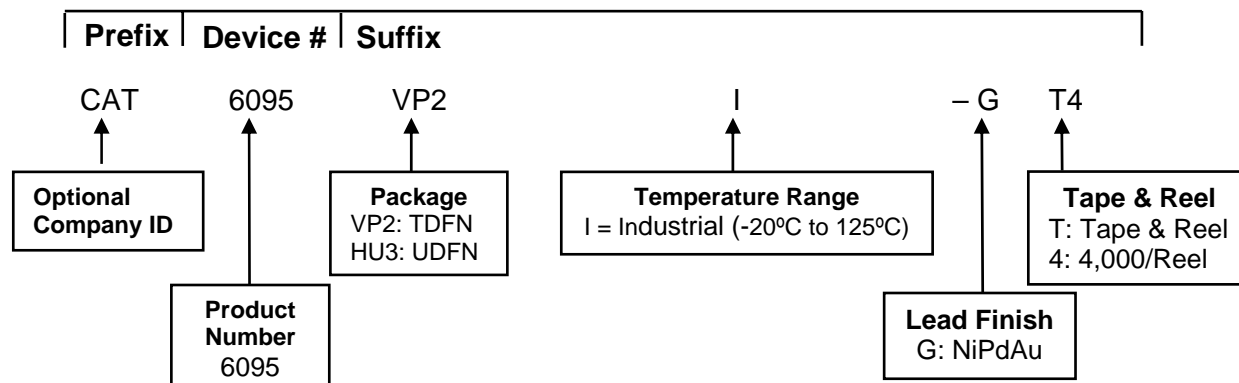 Prefix Device # Suffix
CAT 6095 VP2 I – G T4
Optional
Company ID
Package
VP2: TDFN
HU3: UDFN
Temperature Range
I = Industrial (-20ºC to 125ºC)
Tape & Reel
T: Tape & Reel
4: 4,000/Reel
Product
Number
6095
Lead Finish
G: NiPdAu